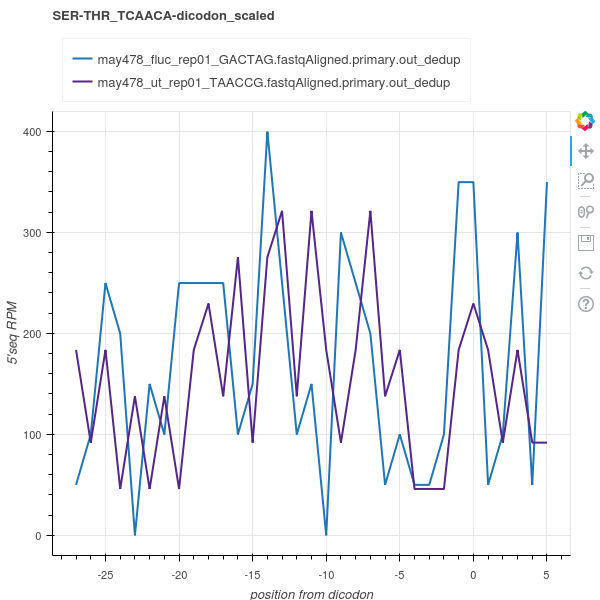 SER-THR_TCAACA-dicodon_scaled
may478_fluc_rep01_GACTAG.fastqAligned.primary.out_dedup
may478_ut_rep01_TAACCG.fastqAligned.primary.out_dedup
400
300
200
100
0
5'seq RPM
-25 -20 -15 -10 -5 0 5
position from dicodon